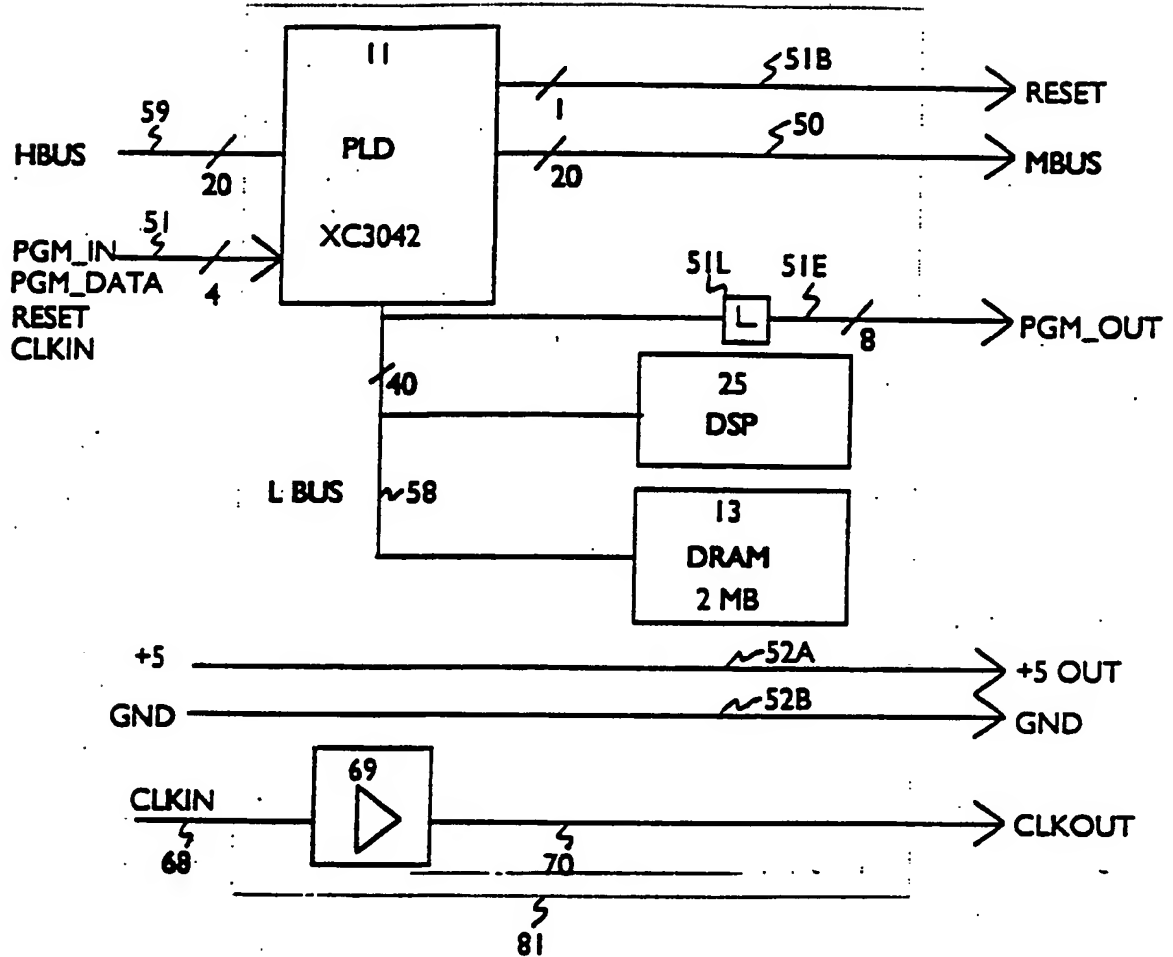 11
51B
RESET
1
59
HBUS
20
PLD
50
20
MBUS
51
PGM_IN
PGM_DATA
RESET
CLKIN
4
XC3042
51L
L
51E
8
PGM_OUT
40
25
DSP
L BUS
58
13
DRAM
2 MB
+5
52A
+5 OUT
GND
52B
GND
69
CLKIN
68
70
CLKOUT
81